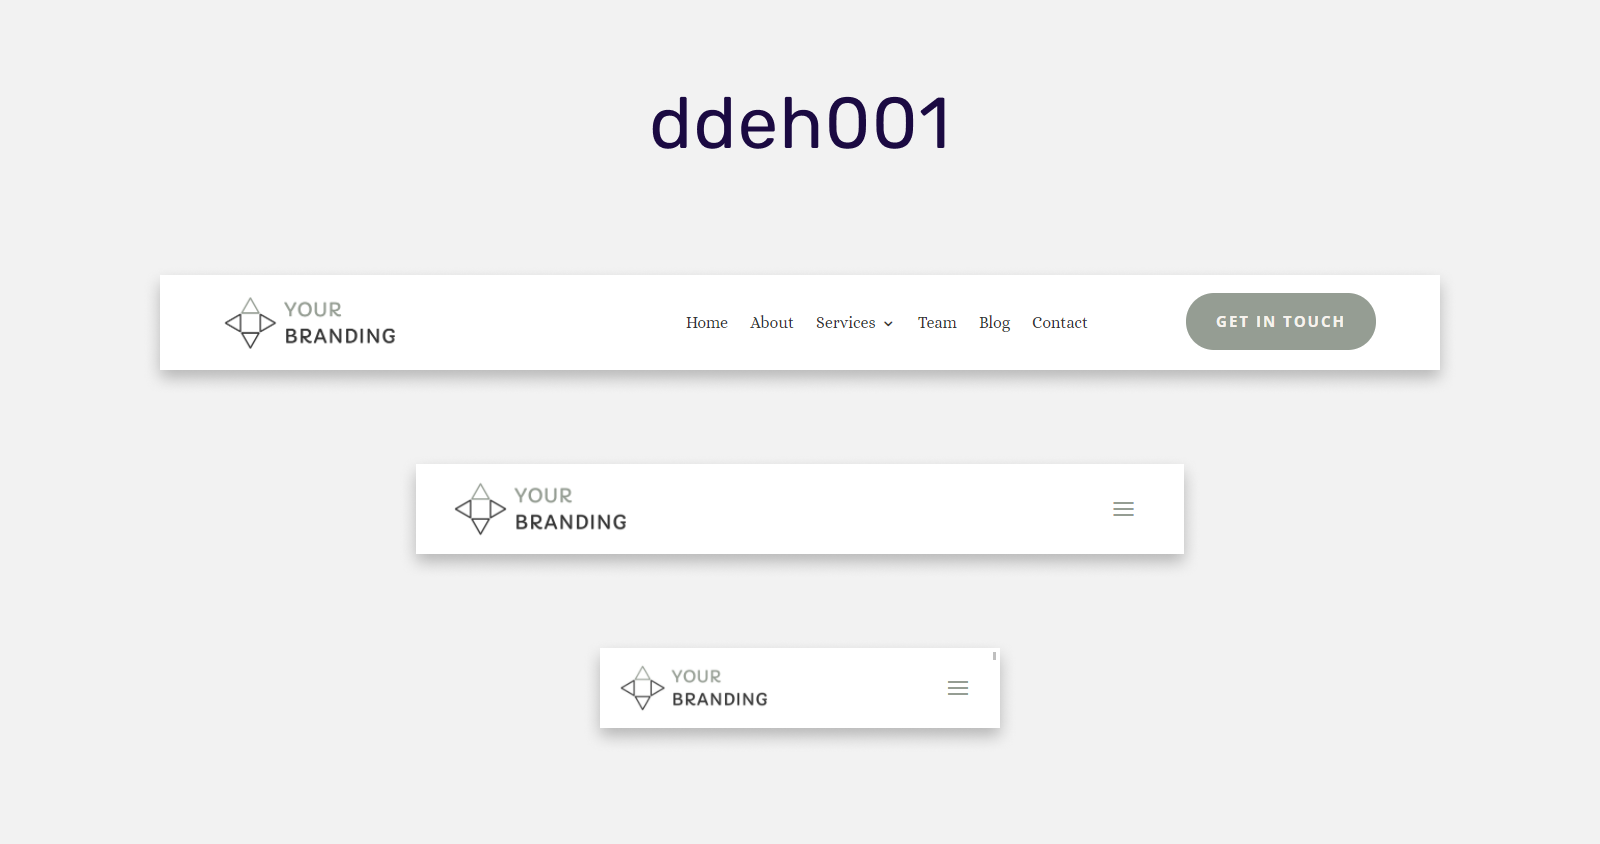 ddeh001
YOUR
BRANDING
Home About Services Team Blog Contact
GET IN TOUCH
YOUR
BRANDING
YOUR
BRANDING